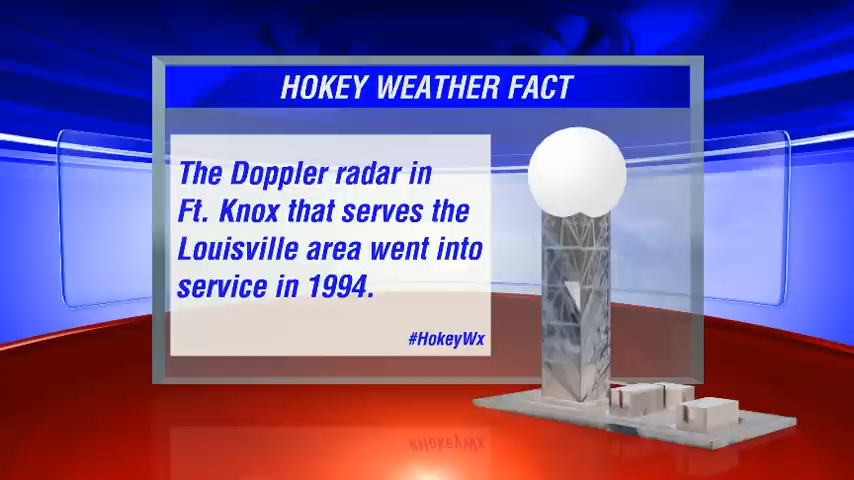 HOKEY WEATHER FACT
The Doppler radar in
Ft. Knox that serves the
Louisville area went into
service in 1994.
#HokeyWx
#HokeyWx